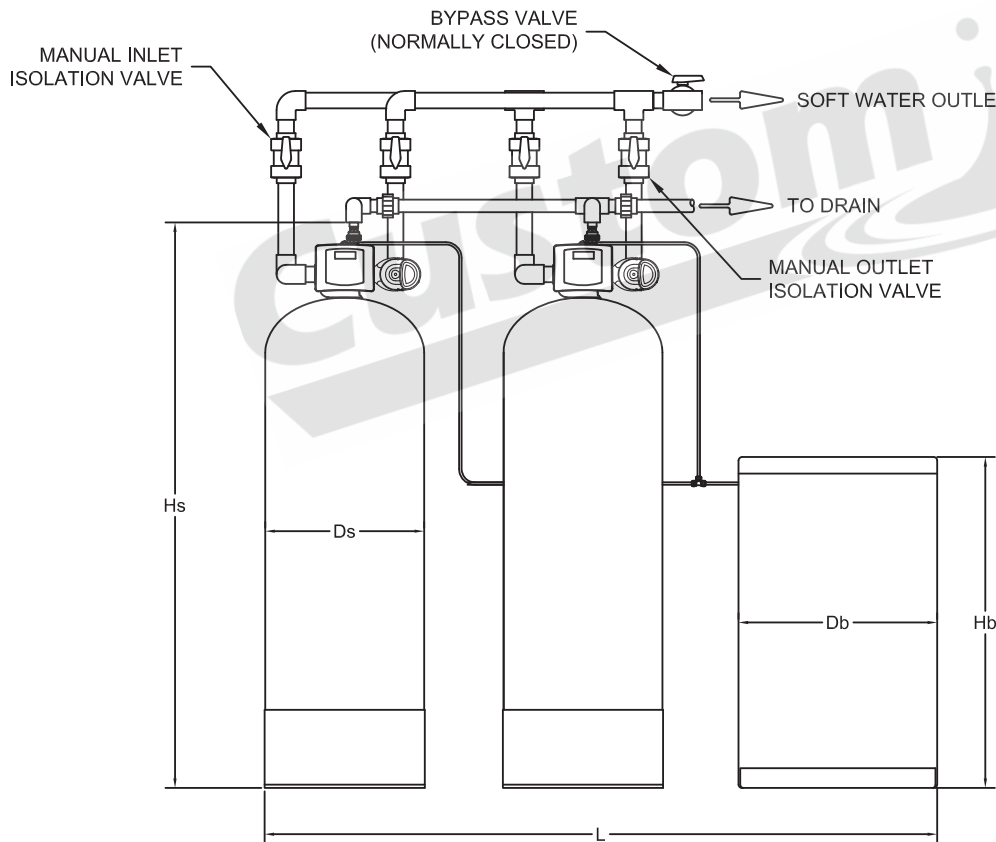 BYPASS VALVE
(NORMALLY CLOSED)
MANUAL INLET
ISOLATION VALVE
SOFT WATER OUTLE
TO DRAIN
MANUAL OUTLET
ISOLATION VALVE
Custom
Hs
Ds
Db
Hb
L